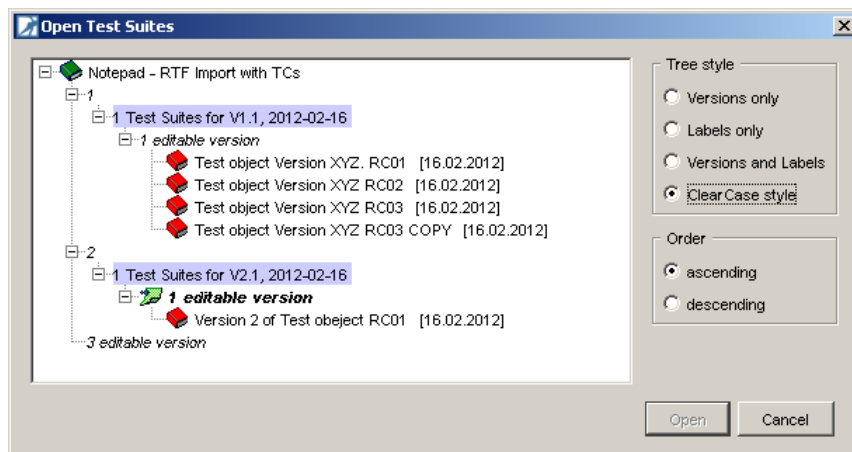 Open Test Suites
Notepad - RTF Import with TCs
1
1 Test Suites for V1.1, 2012-02-16
1 editable version
Test object Version XYZ. RC01 [16.02.2012]
Test object Version XYZ RC02 [16.02.2012]
Test object Version XYZ RC03 [16.02.2012]
Test object Version XYZ RC03 COPY [16.02.2012]
2
1 Test Suites for V2.1, 2012-02-16
1 editable version
Version 2 of Test obeject RC01 [16.02.2012]
3 editable version
Tree style
Versions only
Labels only
Versions and Labels
ClearCase style
Order
ascending
descending
Open
Cancel